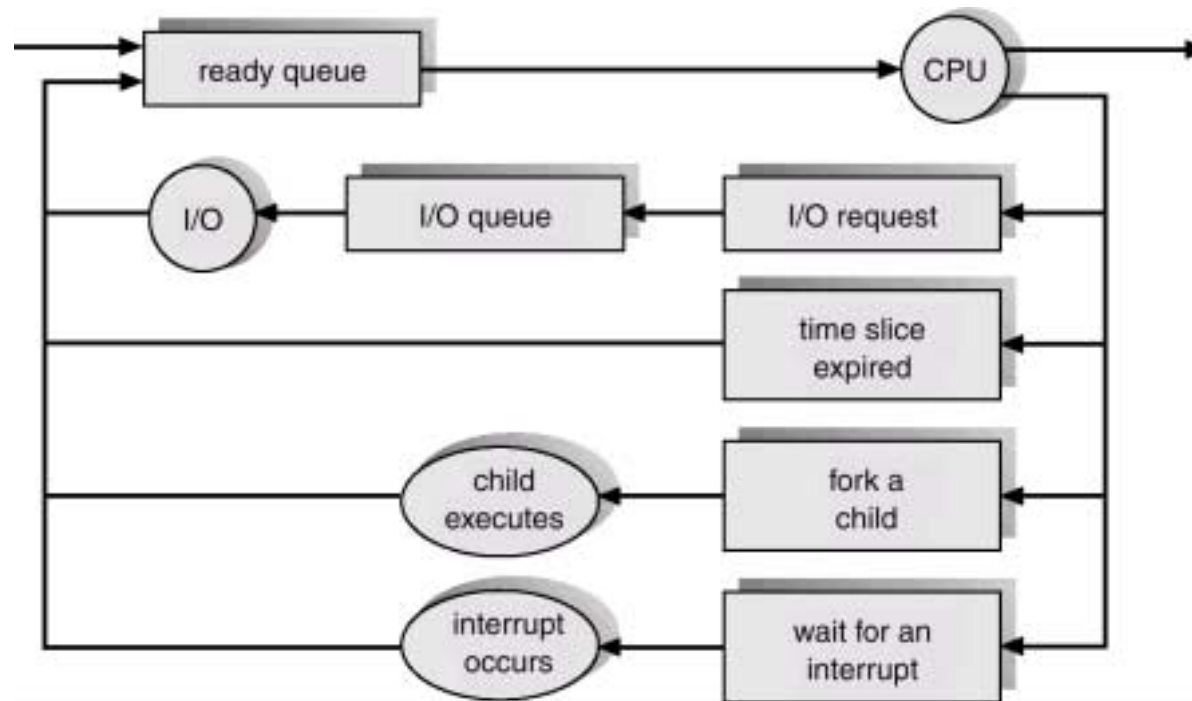 ready queue
CPU
I/O
I/O queue
I/O request
time slice
expired
child
executes
fork a
child
interrupt
occurs
wait for an
interrupt